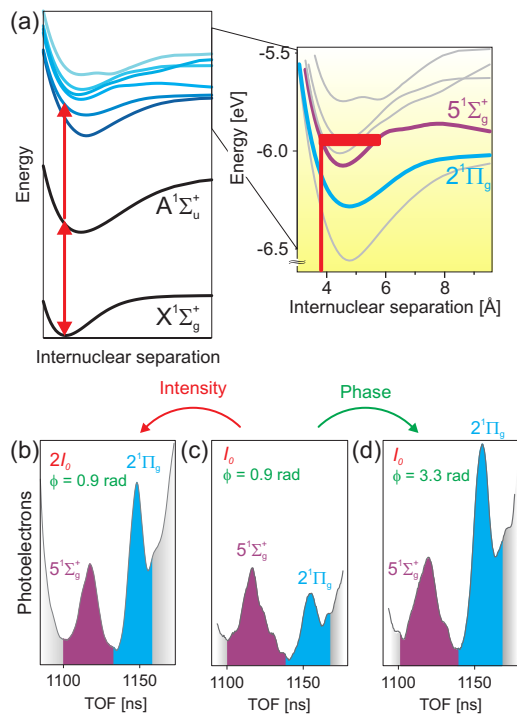 (a)
Energy
A¹Σᵤ⁺
X¹Σg⁺
Internuclear separation
-5.5
-6.0
-6.5
Energy [eV]
5¹Σg⁺
2¹Πg
4 6 8
Internuclear separation [Å]
Intensity
Phase
(b)
2I₀
ϕ = 0.9 rad
2¹Πg
5¹Σg⁺
Photoelectrons
1100 1150
TOF [ns]
(c)
I₀
ϕ = 0.9 rad
5¹Σg⁺
2¹Πg
1100 1150
TOF [ns]
(d)
I₀
ϕ = 3.3 rad
2¹Πg
5¹Σg⁺
1100 1150
TOF [ns]